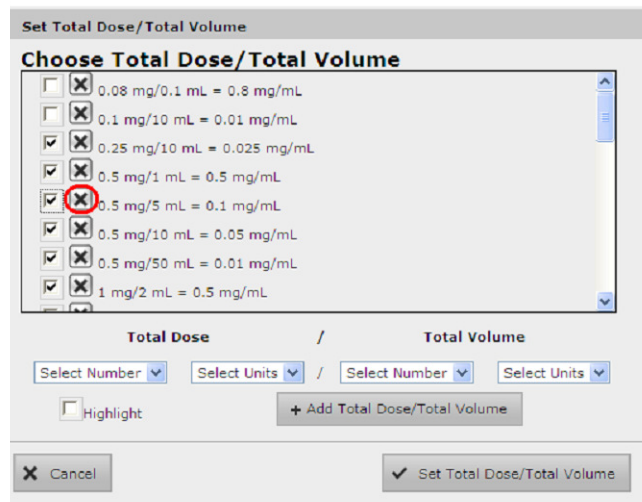 Set Total Dose/Total Volume
Choose Total Dose/Total Volume
0.08 mg/0.1 mL = 0.8 mg/mL
0.1 mg/10 mL = 0.01 mg/mL
0.25 mg/10 mL = 0.025 mg/mL
0.5 mg/1 mL = 0.5 mg/mL
0.5 mg/5 mL = 0.1 mg/mL
0.5 mg/10 mL = 0.05 mg/mL
0.5 mg/50 mL = 0.01 mg/mL
1 mg/2 mL = 0.5 mg/mL
Total Dose / Total Volume
Select Number Select Units / Select Number Select Units
Highlight + Add Total Dose/Total Volume
Cancel Set Total Dose/Total Volume